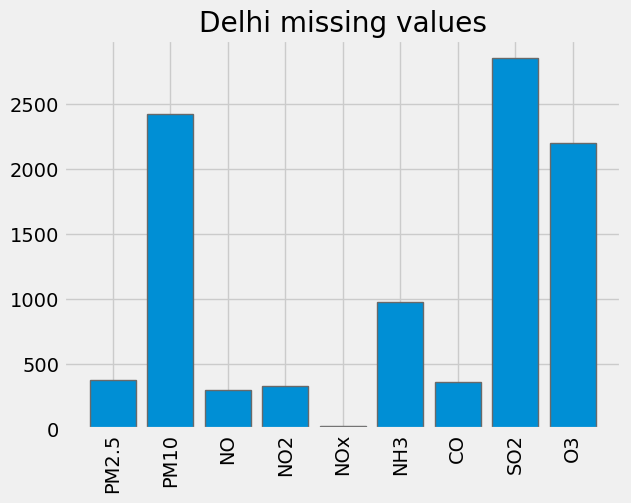 Delhi missing values
2500
2000
1500
1000
500
0
PM2.5
PM10
NO
NO2
NOx
NH3
CO
SO2
O3